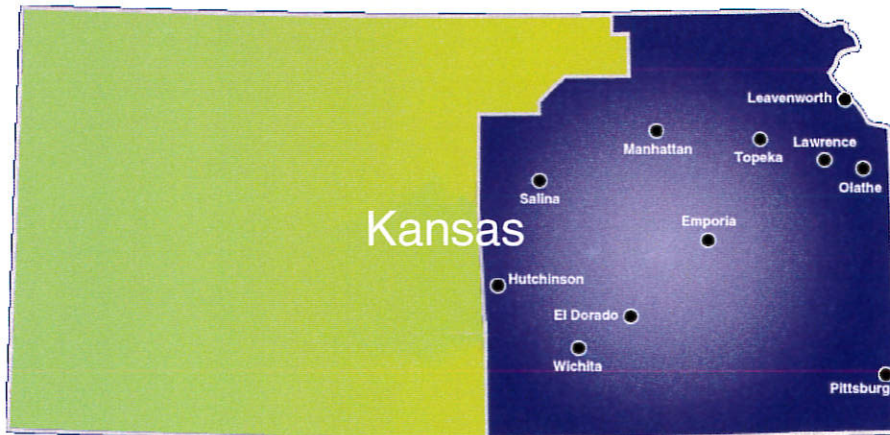 Leavenworth
Manhattan
Topeka
Lawrence
Olathe
Salina
Kansas
Emporia
Hutchinson
El Dorado
Wichita
Pittsburg